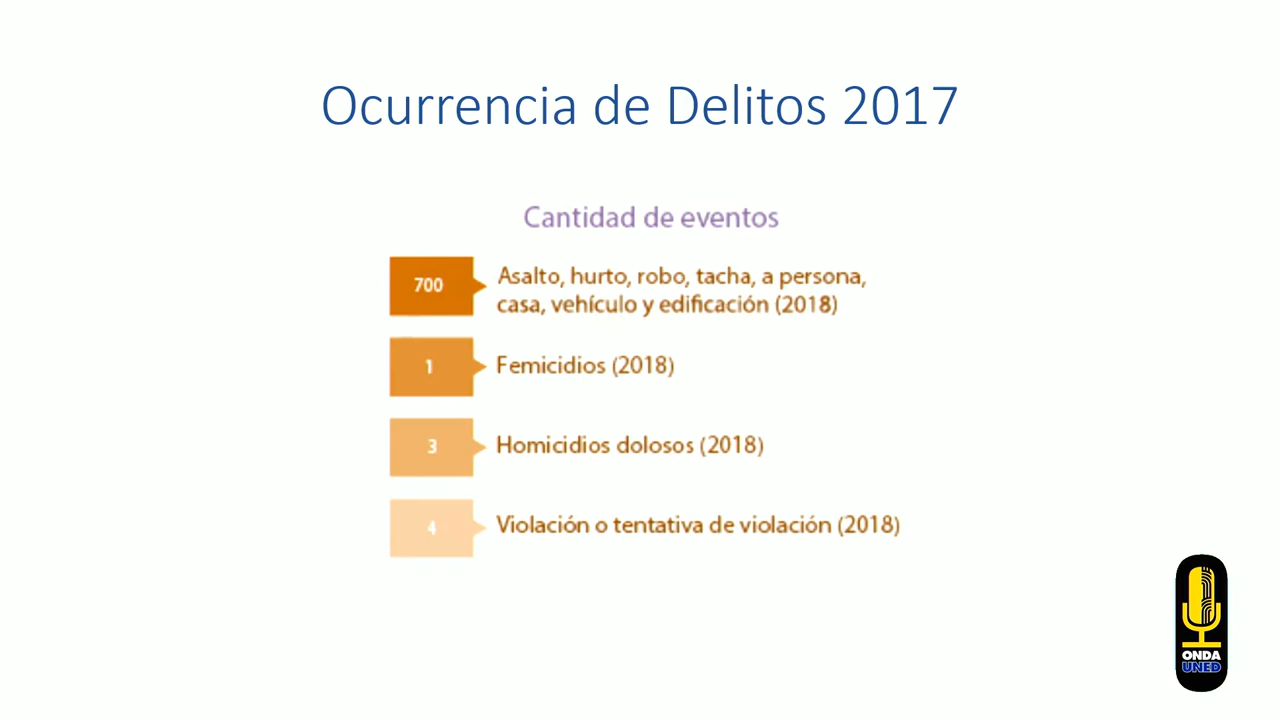 Ocurrencia de Delitos 2017
Cantidad de eventos
700
Asalto, hurto, robo, tacha, a persona,
casa, vehículo y edificación (2018)
1
Femicidios (2018)
3
Homicidios dolosos (2018)
4
Violación o tentativa de violación (2018)
ONDA
UNED